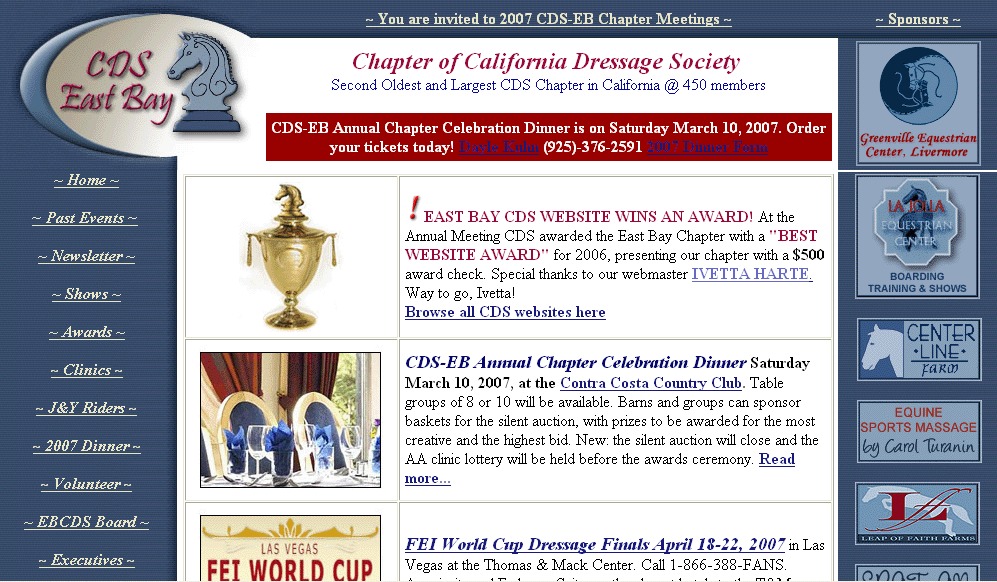 ~ You are invited to 2007 CDS-EB Chapter Meetings ~
~ Sponsors ~
CDS
East Bay
Chapter of California Dressage Society
Second Oldest and Largest CDS Chapter in California @ 450 members
CDS-EB Annual Chapter Celebration Dinner is on Saturday March 10, 2007. Order
your tickets today! Dayle Kuhn (925)-376-2591 2007 Dinner Form
~ Home ~
~ Past Events ~
~ Newsletter ~
~ Shows ~
~ Awards ~
~ Clinics ~
~ J&Y Riders ~
~ 2007 Dinner ~
~ Volunteer ~
~ EBCDS Board ~
~ Executives ~
! EAST BAY CDS WEBSITE WINS AN AWARD! At the
Annual Meeting CDS awarded the East Bay Chapter with a "BEST
WEBSITE AWARD" for 2006, presenting our chapter with a $500
award check. Special thanks to our webmaster IVETTA HARTE.
Way to go, Ivetta!
Browse all CDS websites here
CDS-EB Annual Chapter Celebration Dinner Saturday
March 10, 2007, at the Contra Costa Country Club. Table
groups of 8 or 10 will be available. Barns and groups can sponsor
baskets for the silent auction, with prizes to be awarded for the most
creative and the highest bid. New: the silent auction will close and the
AA clinic lottery will be held before the awards ceremony. Read
more...
LAS VEGAS
FEI WORLD CUP
FEI World Cup Dressage Finals April 18-22, 2007 in Las
Vegas at the Thomas & Mack Center. Call 1-866-388-FANS.
Greenville Equestrian
Center, Livermore
LA JOLLA
EQUESTRIAN
CENTER
BOARDING
TRAINING & SHOWS
CENTER
LINE
FARM
EQUINE
SPORTS MASSAGE
by Carol Turanin
LF
LEAP OF FAITH FARMS